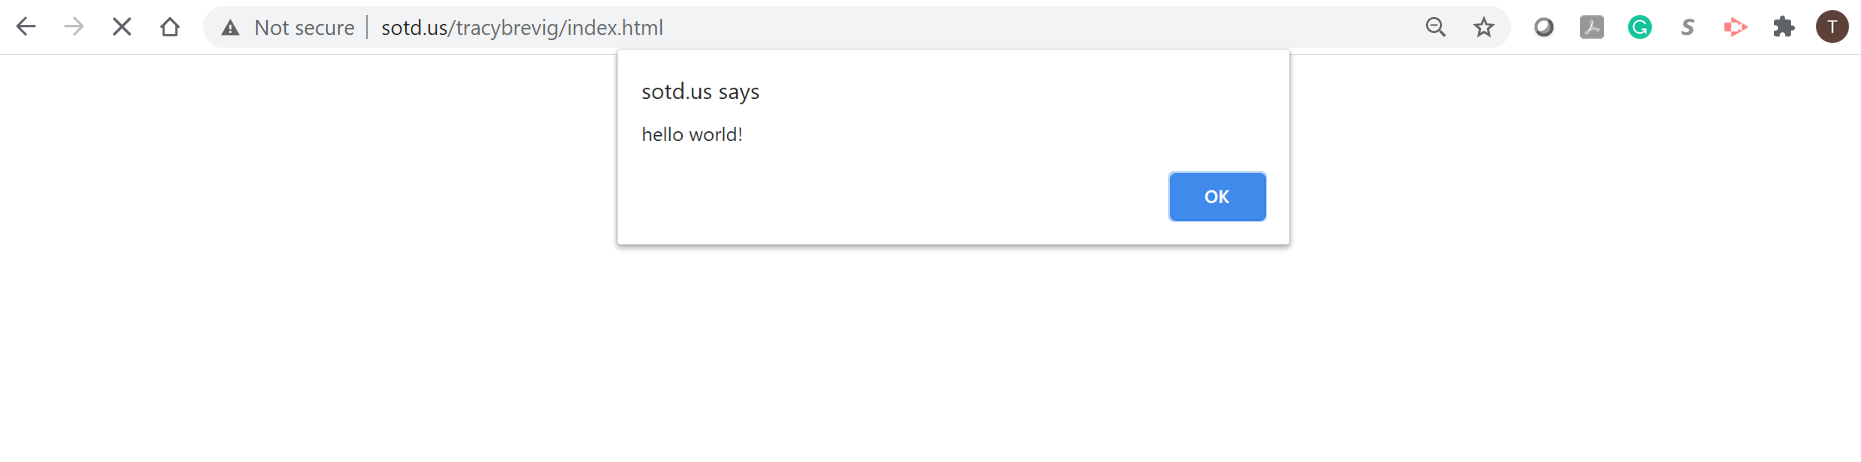 Not secure | sotd.us/tracybrevig/index.html
S
T
sotd.us says
hello world!
OK